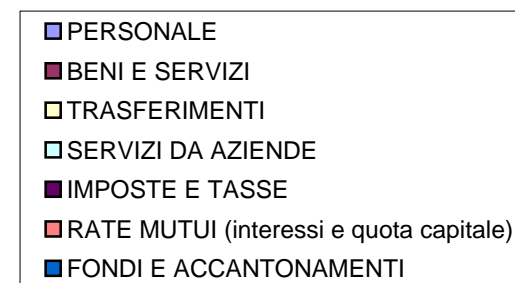 PERSONALE
BENI E SERVIZI
TRASFERIMENTI
SERVIZI DA AZIENDE
IMPOSTE E TASSE
RATE MUTUI (interessi e quota capitale)
FONDI E ACCANTONAMENTI